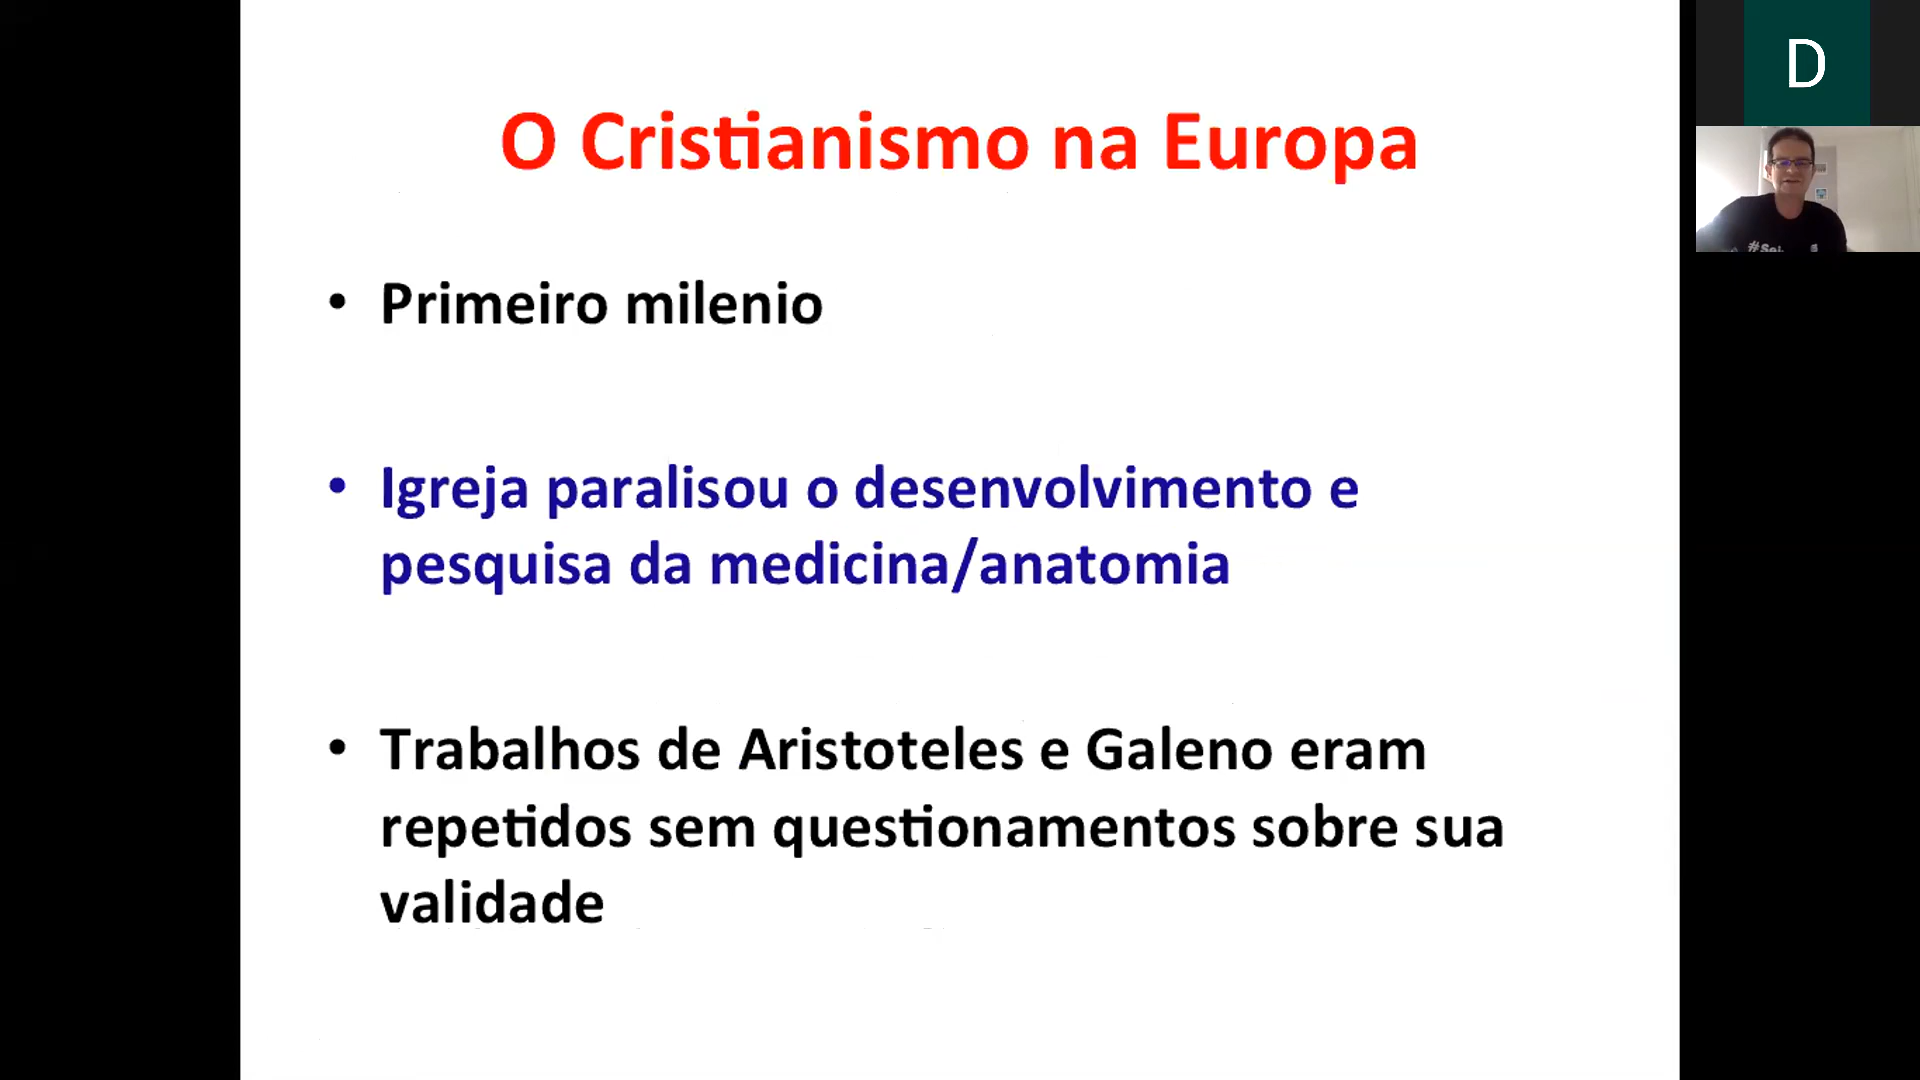 O Cristianismo na Europa
• Primeiro milenio
• Igreja paralisou o desenvolvimento e
pesquisa da medicina/anatomia
• Trabalhos de Aristoteles e Galeno eram
repetidos sem questionamentos sobre sua
validade
D